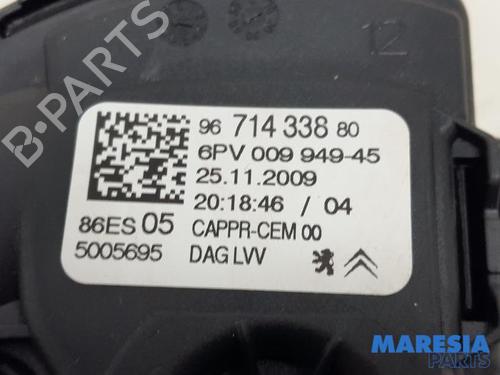 12
96 714 338 80
6PV 009 949-45
25.11.2009
20:18:46 / 04
86ES 05 CAPPR-CEM 00
5005695 DAG LVV
MARESIA
PARTS